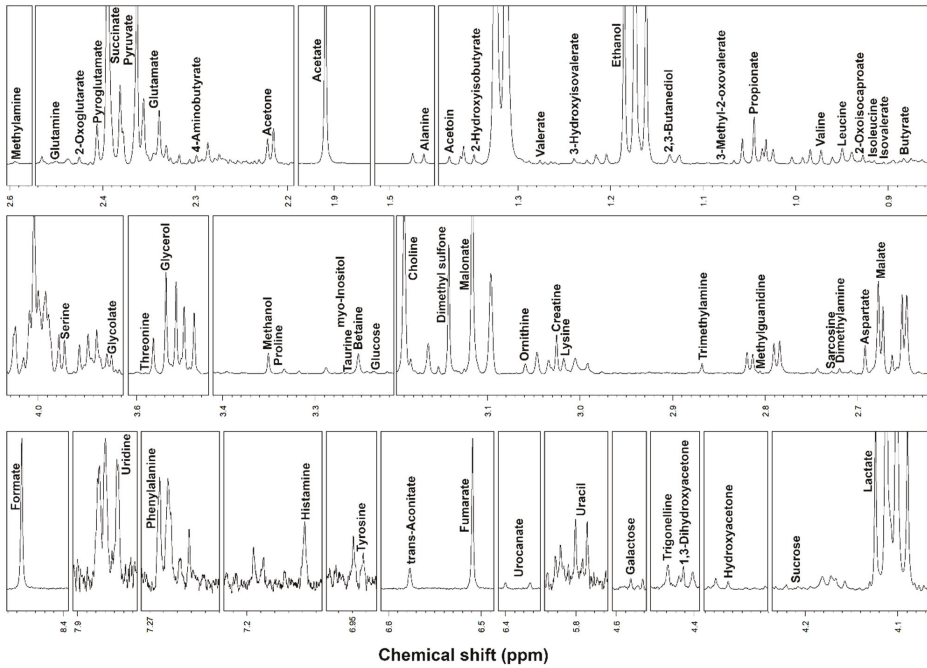 Methylamine
Glutamine
2-Oxoglutarate
Pyroglutamate
Succinate
Pyruvate
Glutamate
4-Aminobutyrate
Acetone
Acetate
Alanine
Acetoin
2-Hydroxyisobutyrate
Valerate
3-Hydroxyisovalerate
Ethanol
2,3-Butanediol
3-Methyl-2-oxovalerate
Propionate
Valine
Leucine
2-Oxoisocaproate
Isoleucine
Isovalerate
Butyrate
2.6
2.4
2.3
2.2
1.9
1.5
1.3
1.2
1.1
1.0
0.9
Serine
Glycolate
Threonine
Glycerol
Methanol
Proline
Taurine
myo-Inositol
Betaine
Glucose
Choline
Dimethyl sulfone
Malonate
Ornithine
Creatine
Lysine
Trimethylamine
Methylguanidine
Sarcosine
Dimethylamine
Aspartate
Malate
4.0
3.6
3.4
3.3
3.1
3.0
2.9
2.8
2.7
Formate
Uridine
Phenylalanine
Histamine
Tyrosine
trans-Aconitate
Fumarate
Urocanate
Uracil
Galactose
Trigonelline
1,3-Dihydroxyacetone
Hydroxyacetone
Sucrose
Lactate
8.4
7.9
7.27
7.2
6.95
6.6
6.5
6.4
5.8
4.6
4.4
4.4
4.2
4.1
Chemical shift (ppm)